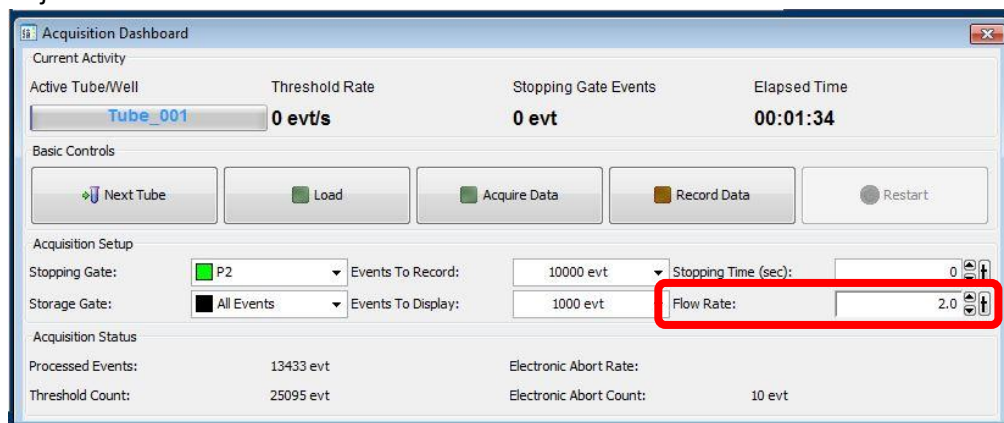 Acquisition Dashboard
Current Activity
Active Tube/Well Threshold Rate Stopping Gate Events Elapsed Time
Tube_001 0 evt/s 0 evt 00:01:34
Basic Controls
Next Tube Load Acquire Data Record Data Restart
Acquisition Setup
Stopping Gate: P2 Events To Record: 10000 evt Stopping Time (sec): 0
Storage Gate: All Events Events To Display: 1000 evt Flow Rate: 2.0
Acquisition Status
Processed Events: 13433 evt Electronic Abort Rate:
Threshold Count: 25095 evt Electronic Abort Count: 10 evt